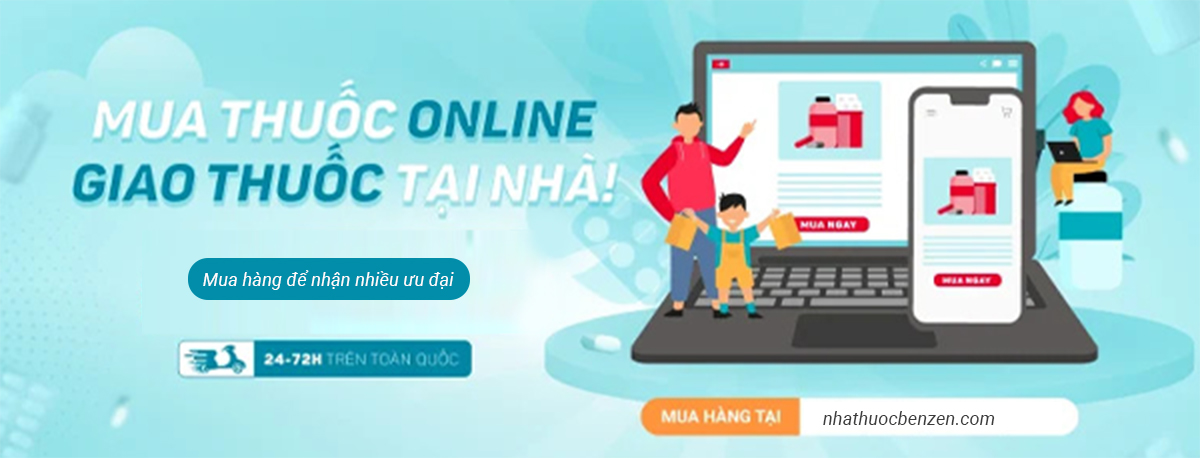 MUA THUỐC ONLINE
GIAO THUỐC TẠI NHÀ!
Mua hàng để nhận nhiều ưu đại
24-72H TRÊN TOÀN QUỐC
MUA NGAY
MUA NGAY
MUA HÀNG TẠI nhathuocbenzen.com